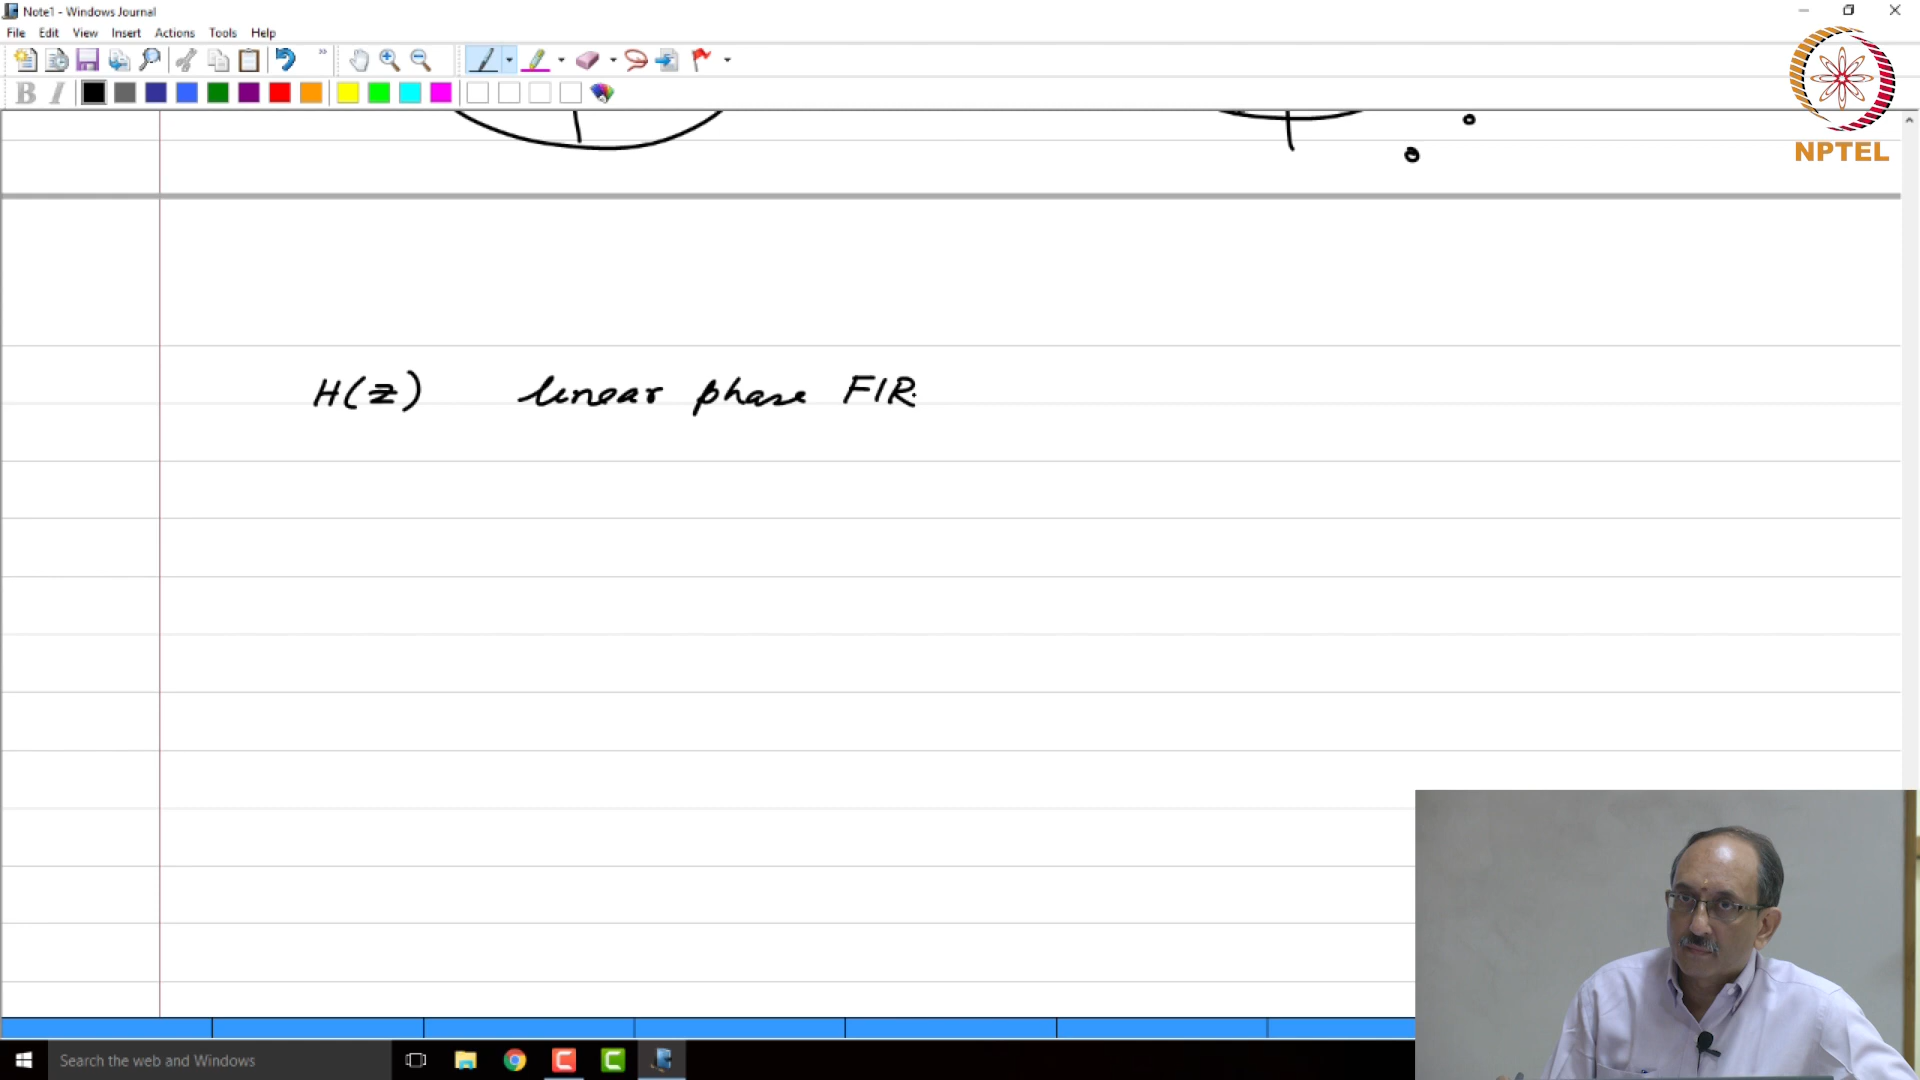 Note1 - Windows Journal
File Edit View Insert Actions Tools Help
B I
NPTEL
H(z) linear phase FIR
Search the web and Windows